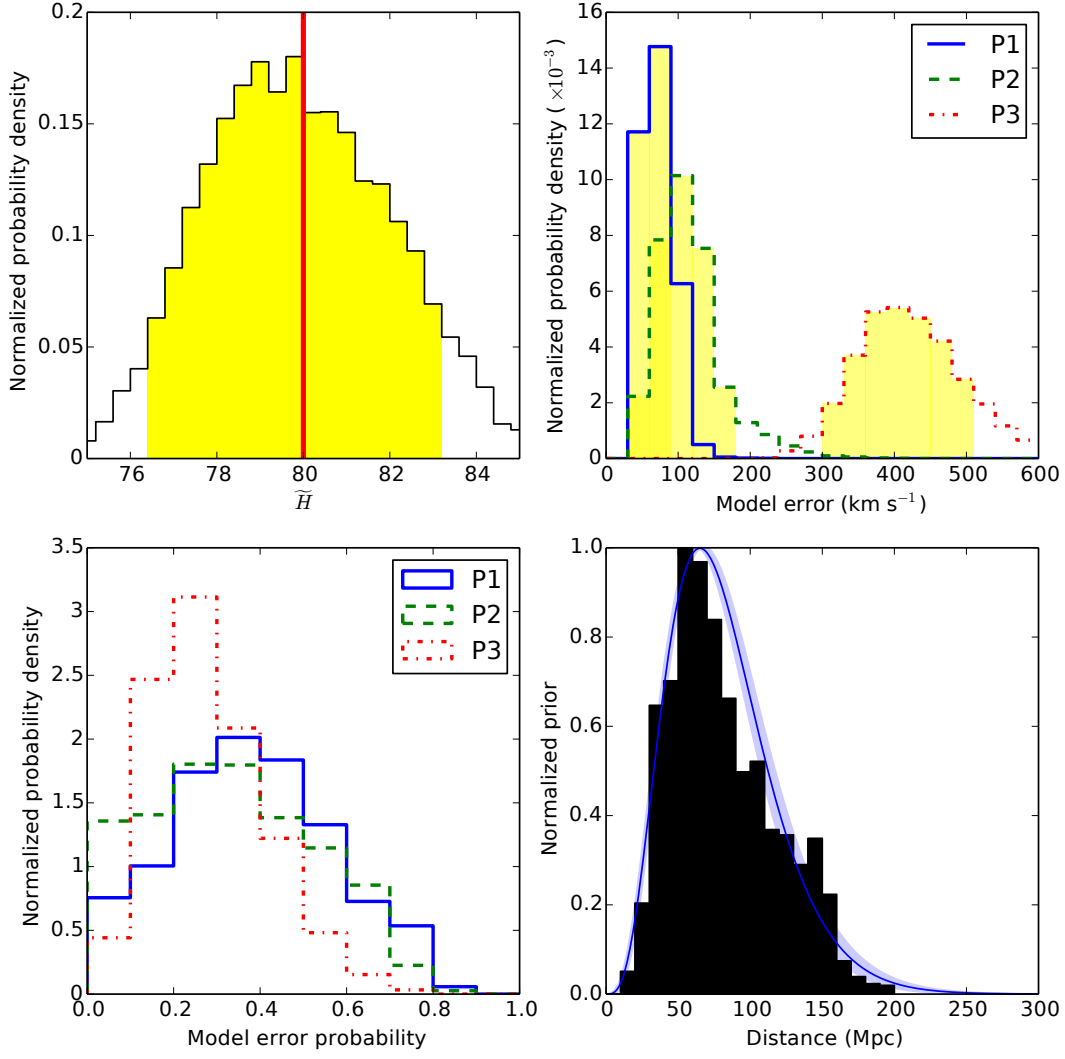 Normalized probability density
0.20
0.15
0.10
0.05
0
76 78 80 82 84
H̃
Normalized probability density (×10⁻³)
16
14
12
10
8
6
4
2
0
0 100 200 300 400 500 600
Model error (km s⁻¹)
P1
P2
P3
Normalized probability density
3.5
3
2.5
2
1.5
1
0.5
0
0.0 0.2 0.4 0.6 0.8 1.0
Model error probability
P1
P2
P3
Normalized prior
1.0
0.8
0.6
0.4
0.2
0.0
0 50 100 150 200 250 300
Distance (Mpc)